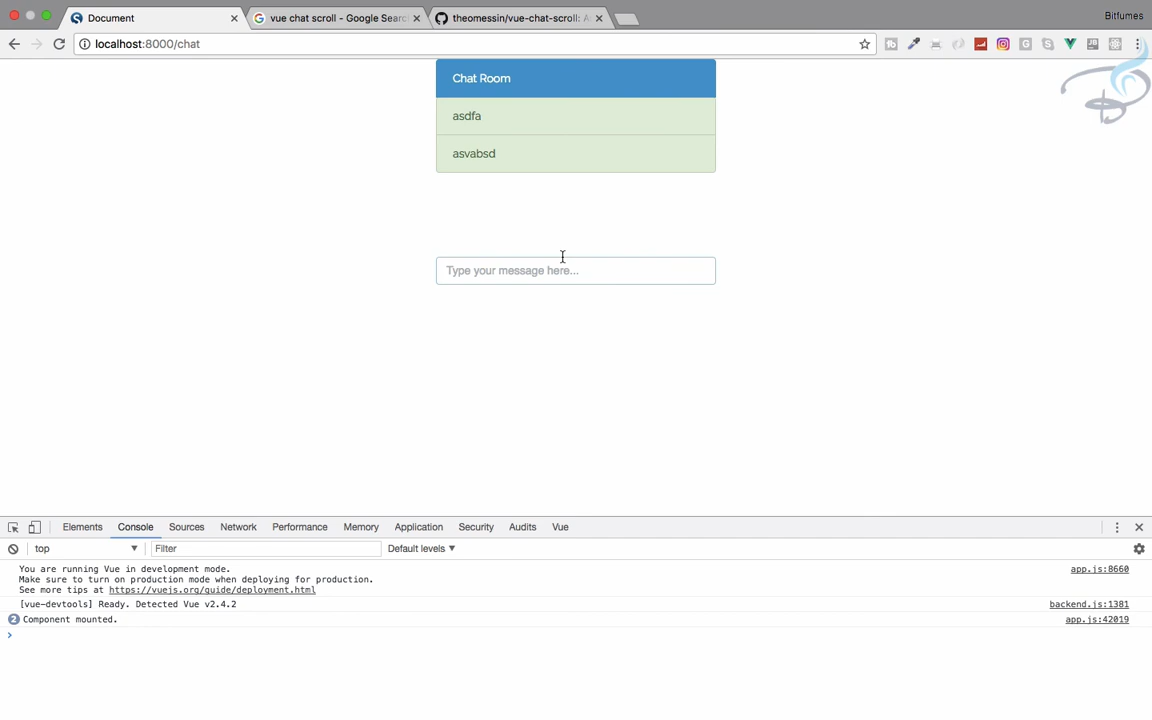 Document
vue chat scroll - Google Searc
theomessin/vue-chat-scroll: A
Bitfumes
localhost:8000/chat
Chat Room
asdfa
asvabsd
Type your message here...
Elements Console Sources Network Performance Memory Application Security Audits Vue
top Filter Default levels
You are running Vue in development mode. app.js:8660
Make sure to turn on production mode when deploying for production.
See more tips at https://vuejs.org/guide/deployment.html
[vue-devtools] Ready. Detected Vue v2.4.2 backend.js:1381
2 Component mounted. app.js:42019